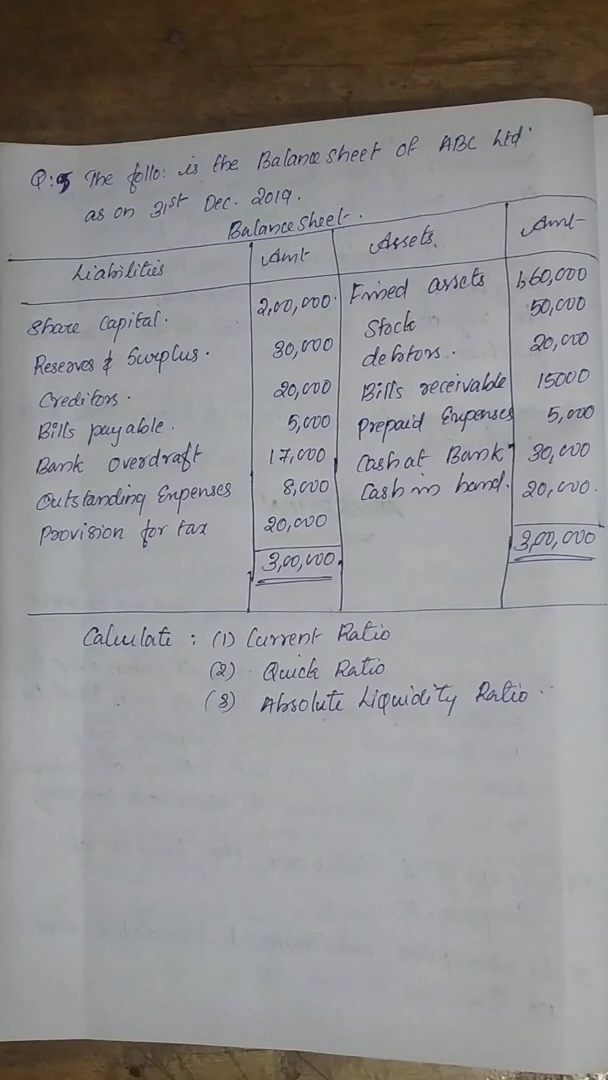 Q:5 The follo: is the Balance sheet of ABC Ltd.
as on 31st Dec. 2019.
Balance sheet.
Liabilities Amt Assets. Amt
Share Capital. 2,00,000 Fixed assets 1,60,000
Reserves & Surplus. 30,000 Stock 50,000
Creditors. 20,000 debtors. 20,000
Bills payable. 5,000 Bills receivable 15000
Bank overdraft 17,000 Prepaid Expenses 5,000
Outstanding Expenses 8,000 Cash at Bank 30,000
Provision for tax 20,000 Cash in hand. 20,000.
3,00,000. 3,00,000
Calculate : (1) Current Ratio
(2) Quick Ratio
(3) Absolute Liquidity Ratio.